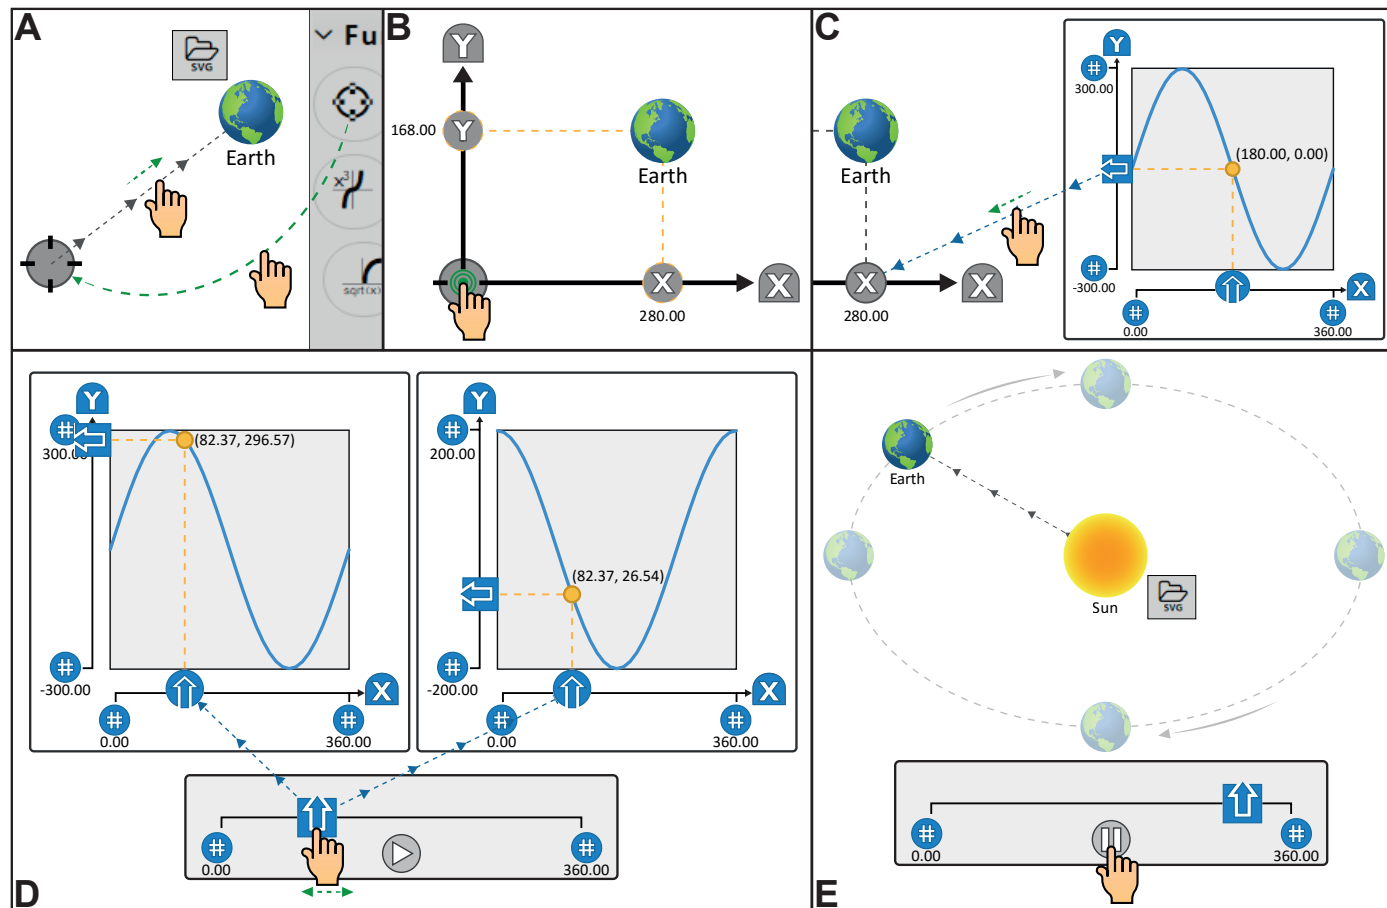 A
SVG
Earth
Fu
x³
sqrt(x)
B
Y
168.00
Y
Earth
X
X
280.00
C
Earth
X
X
280.00
Y
#
300.00
(180.00, 0.00)
#
-300.00
X
#
#
0.00
360.00
Y
#
300.00
(82.37, 296.57)
#
-300.00
X
#
#
0.00
360.00
Y
#
200.00
(82.37, 26.54)
#
-200.00
X
#
#
0.00
360.00
#
#
0.00
360.00
D
Earth
Sun
SVG
#
#
0.00
360.00
E